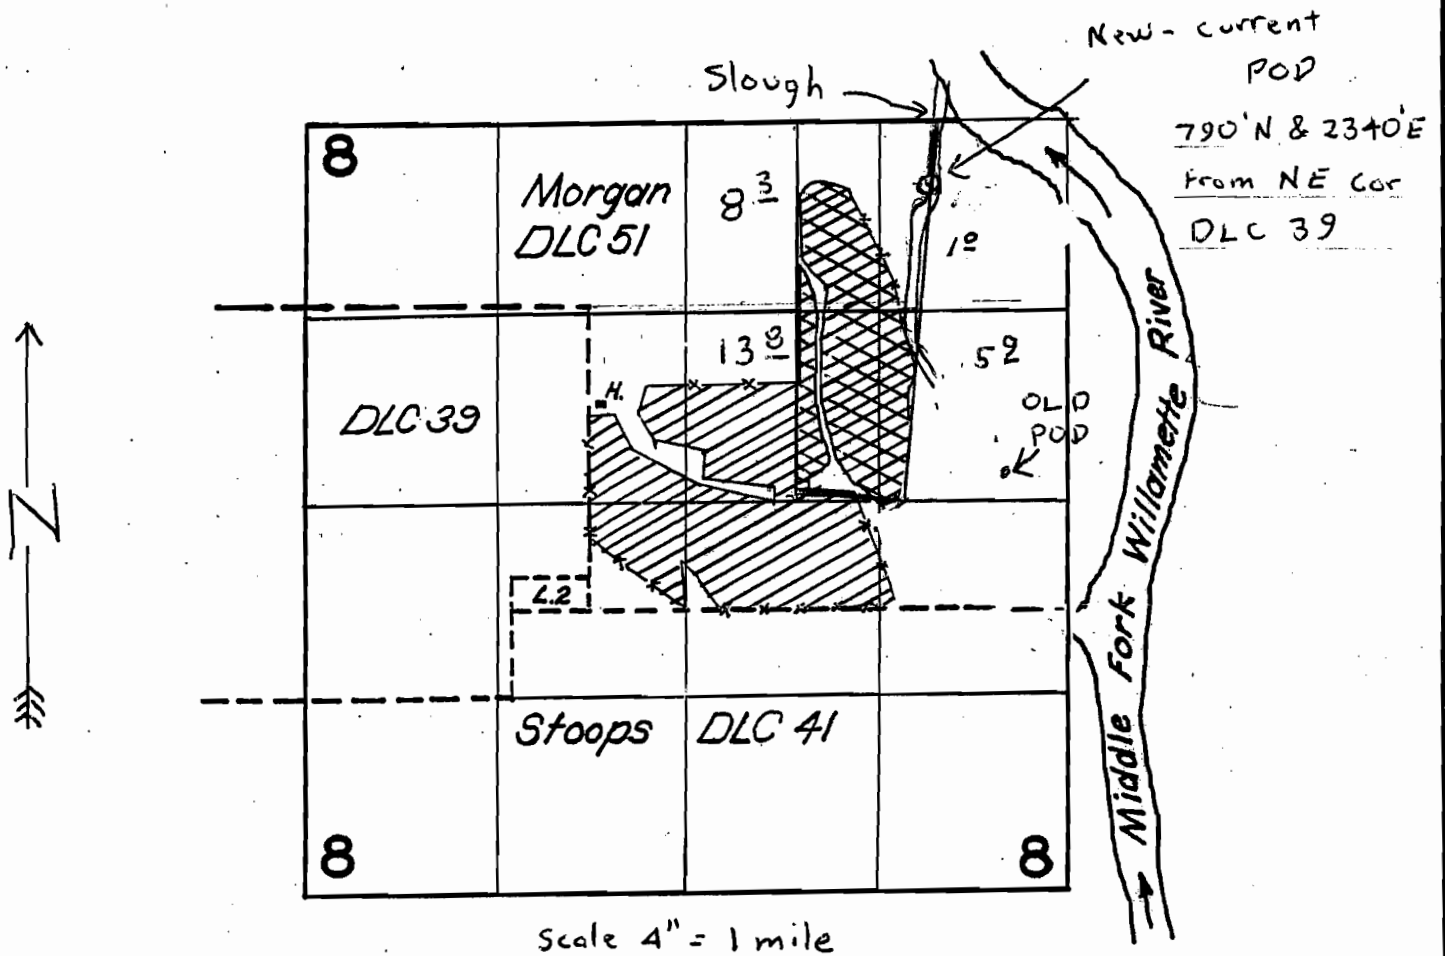 New - current
POD
790'N & 2340'E
from NE Cor
DLC 39
Slough
8
Morgan
DLC 51
8 3
1 0
13 8
5 9
H.
DLC 39
OLD
POD
N
L.2
Stoops DLC 41
Middle Fork Willamette River
8
8
Scale 4" = 1 mile